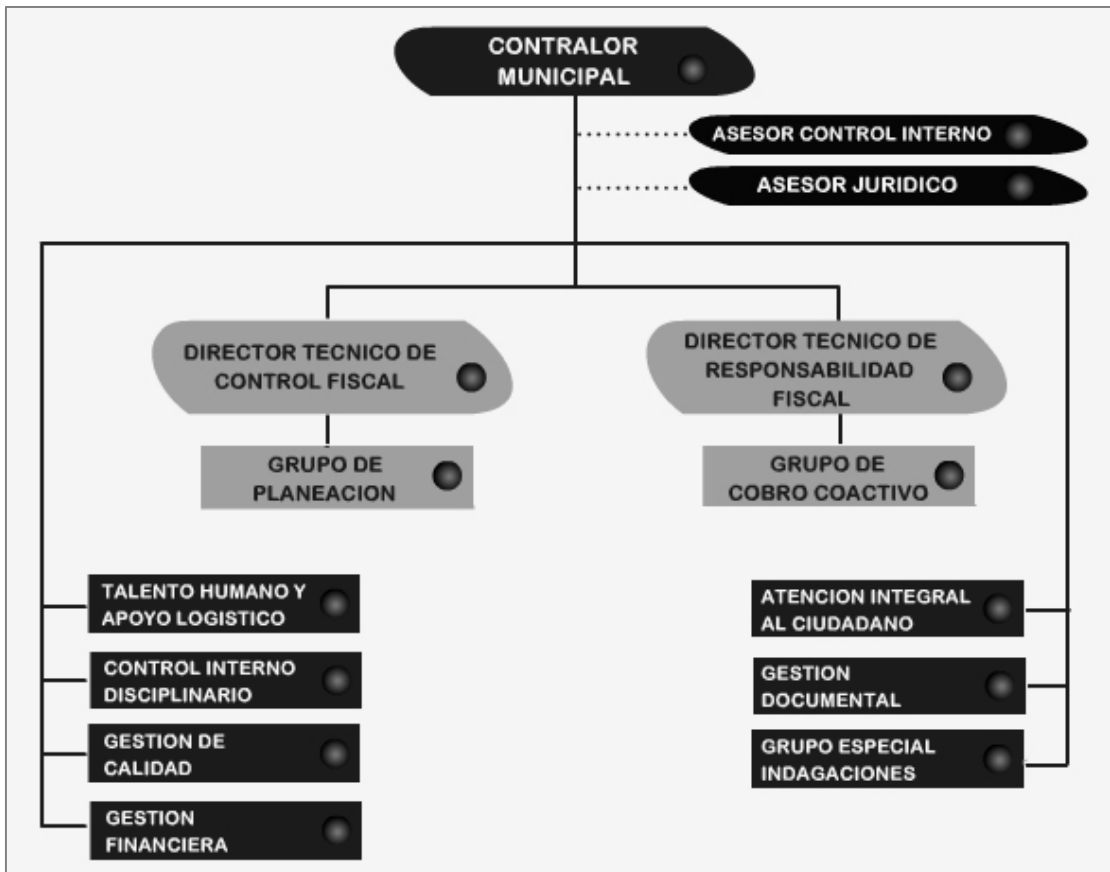 CONTRALOR
MUNICIPAL
ASESOR CONTROL INTERNO
ASESOR JURIDICO
DIRECTOR TECNICO DE
CONTROL FISCAL
DIRECTOR TECNICO DE
RESPONSABILIDAD
FISCAL
GRUPO DE
PLANEACION
GRUPO DE
COBRO COACTIVO
TALENTO HUMANO Y
APOYO LOGISTICO
CONTROL INTERNO
DISCIPLINARIO
GESTION DE
CALIDAD
GESTION
FINANCIERA
ATENCION INTEGRAL
AL CIUDADANO
GESTION
DOCUMENTAL
GRUPO ESPECIAL
INDAGACIONES